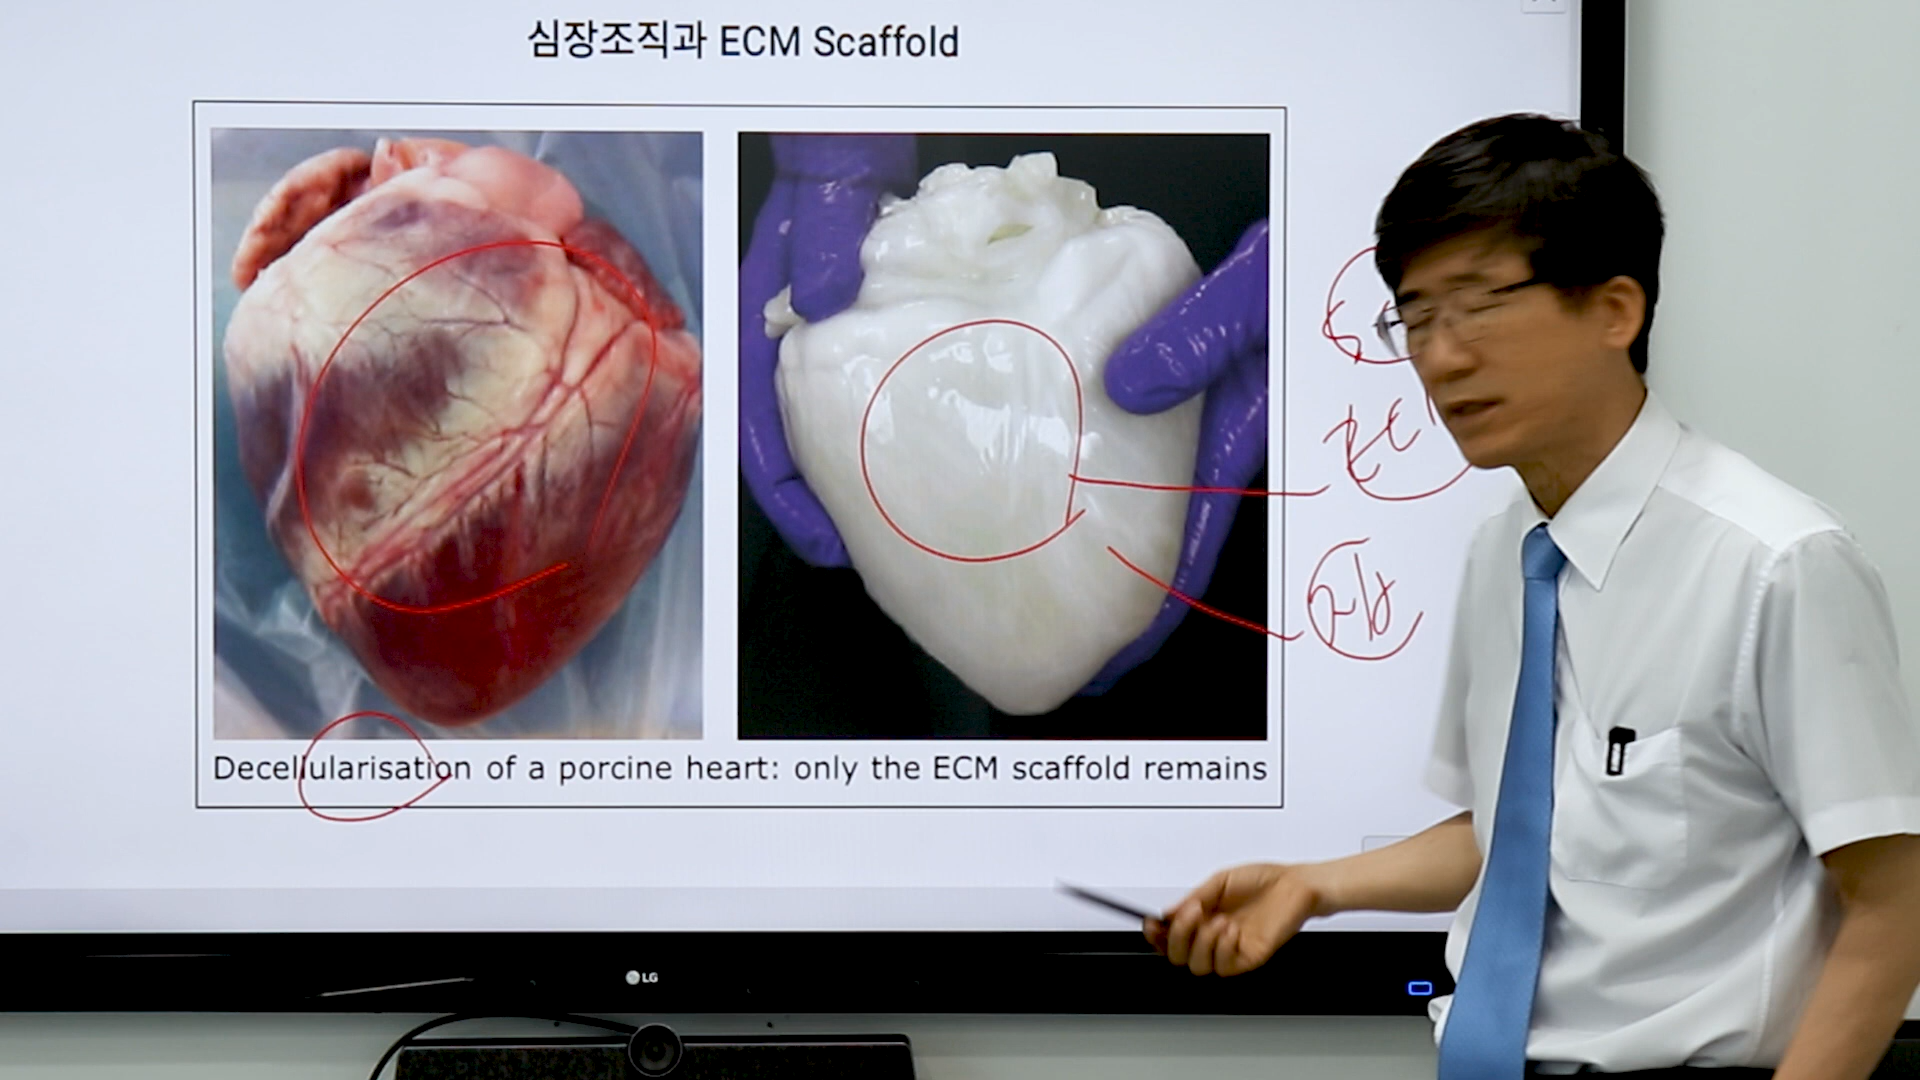 심장조직과 ECM Scaffold
Decellularisation of a porcine heart: only the ECM scaffold remains
LG